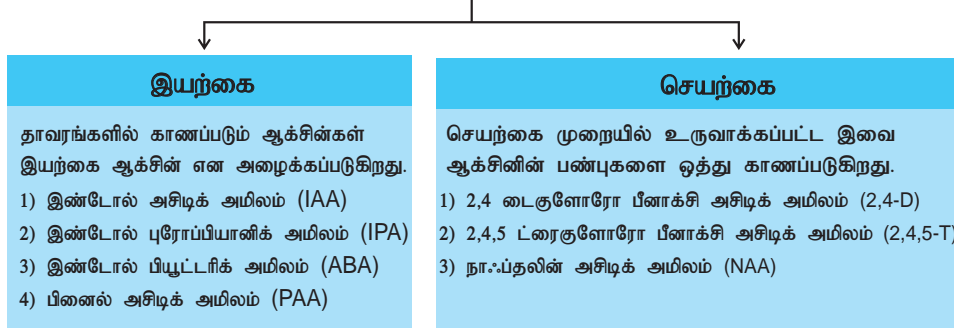 இயற்கை
தாவரங்களில் காணப்படும் ஆக்சின்கள்
இயற்கை ஆக்சின் என அழைக்கப்படுகிறது.
1) இண்டோல் அசிடிக் அமிலம் (IAA)
2) இண்டோல் புரோப்பியானிக் அமிலம் (IPA)
3) இண்டோல் பியூட்டரிக் அமிலம் (ABA)
4) பினைல் அசிடிக் அமிலம் (PAA)
செயற்கை
செயற்கை முறையில் உருவாக்கப்பட்ட இவை
ஆக்சினின் பண்புகளை ஒத்து காணப்படுகிறது.
1) 2,4 டைகுளோரோ பீனாக்சி அசிடிக் அமிலம் (2,4-D)
2) 2,4,5 ட்ரைகுளோரோ பீனாக்சி அசிடிக் அமிலம் (2,4,5-T)
3) நாஃப்தலின் அசிடிக் அமிலம் (NAA)